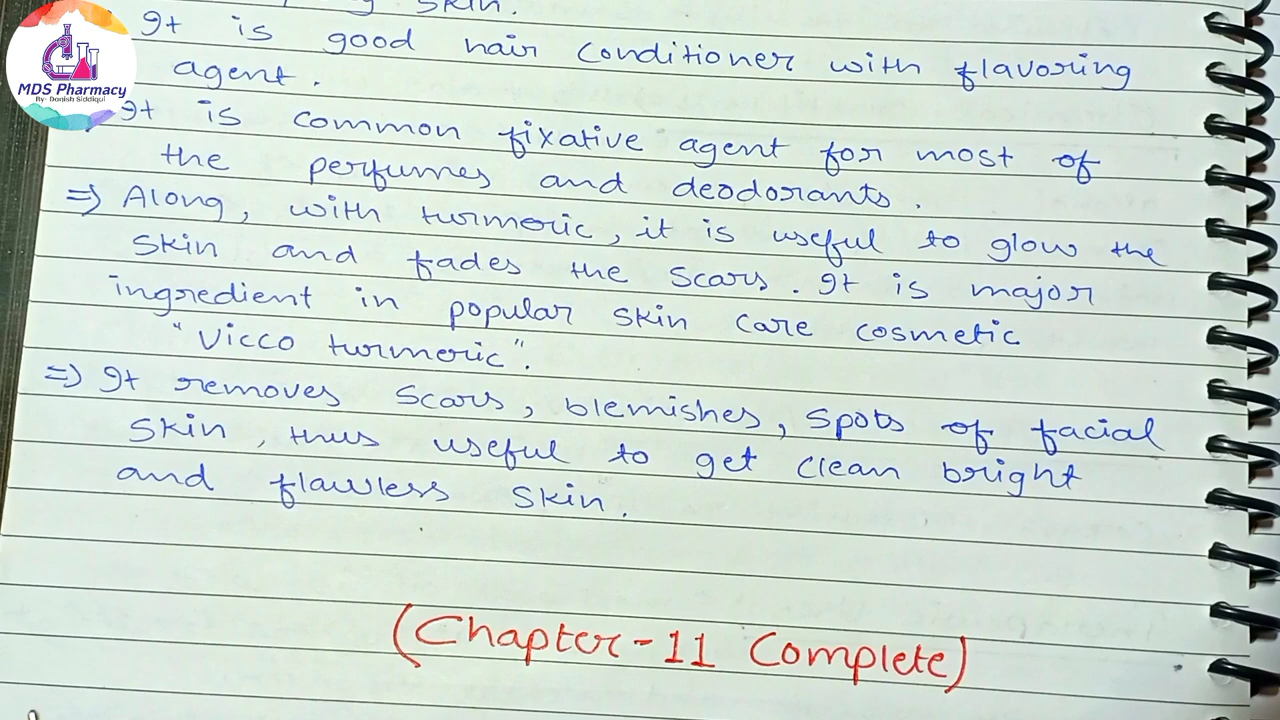 skin.
It is good hair conditioner with flavoring
agent.
It is common fixative agent for most of
the perfumes and deodorants.
⇒ Along, with turmeric, it is useful to glow the
skin and fades the scars. It is major
ingredient in popular skin care cosmetic
"Vicco turmeric".
⇒ It removes scars, blemishes, spots of facial
skin, thus useful to get clean bright
and flawless skin.
(Chapter-11 Complete)
MDS Pharmacy
By- Danish Siddiqui